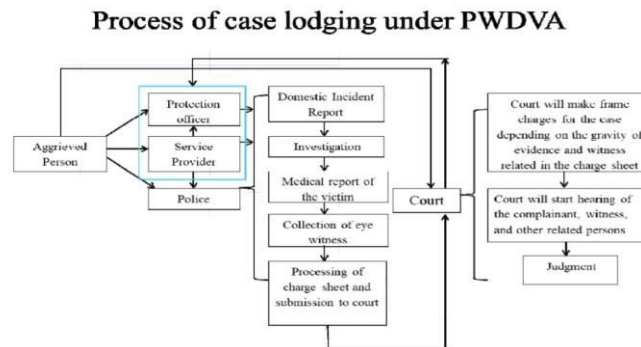 Process of case lodging under PWDVA
Aggrieved
Person
Protection
officer
Service
Provider
Police
Domestic Incident
Report
Investigation
Medical report of
the victim
Collection of eye
witness
Processing of
charge sheet and
submission to court
Court
Court will make frame
charges for the case
depending on the gravity of
evidence and witness
related in the charge sheet
Court will start hearing of
the complainant, witness,
and other related persons
Judgment